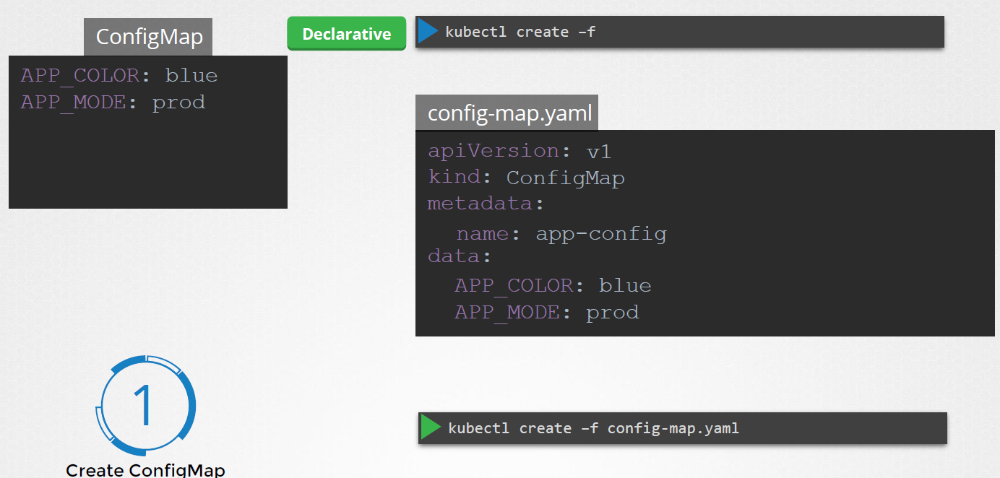 ConfigMap
APP_COLOR: blue
APP_MODE: prod
Declarative
kubectl create –f
config-map.yaml
apiVersion: v1
kind: ConfigMap
metadata:
  name: app-config
data:
  APP_COLOR: blue
  APP_MODE: prod
1
Create ConfigMap
kubectl create –f config-map.yaml